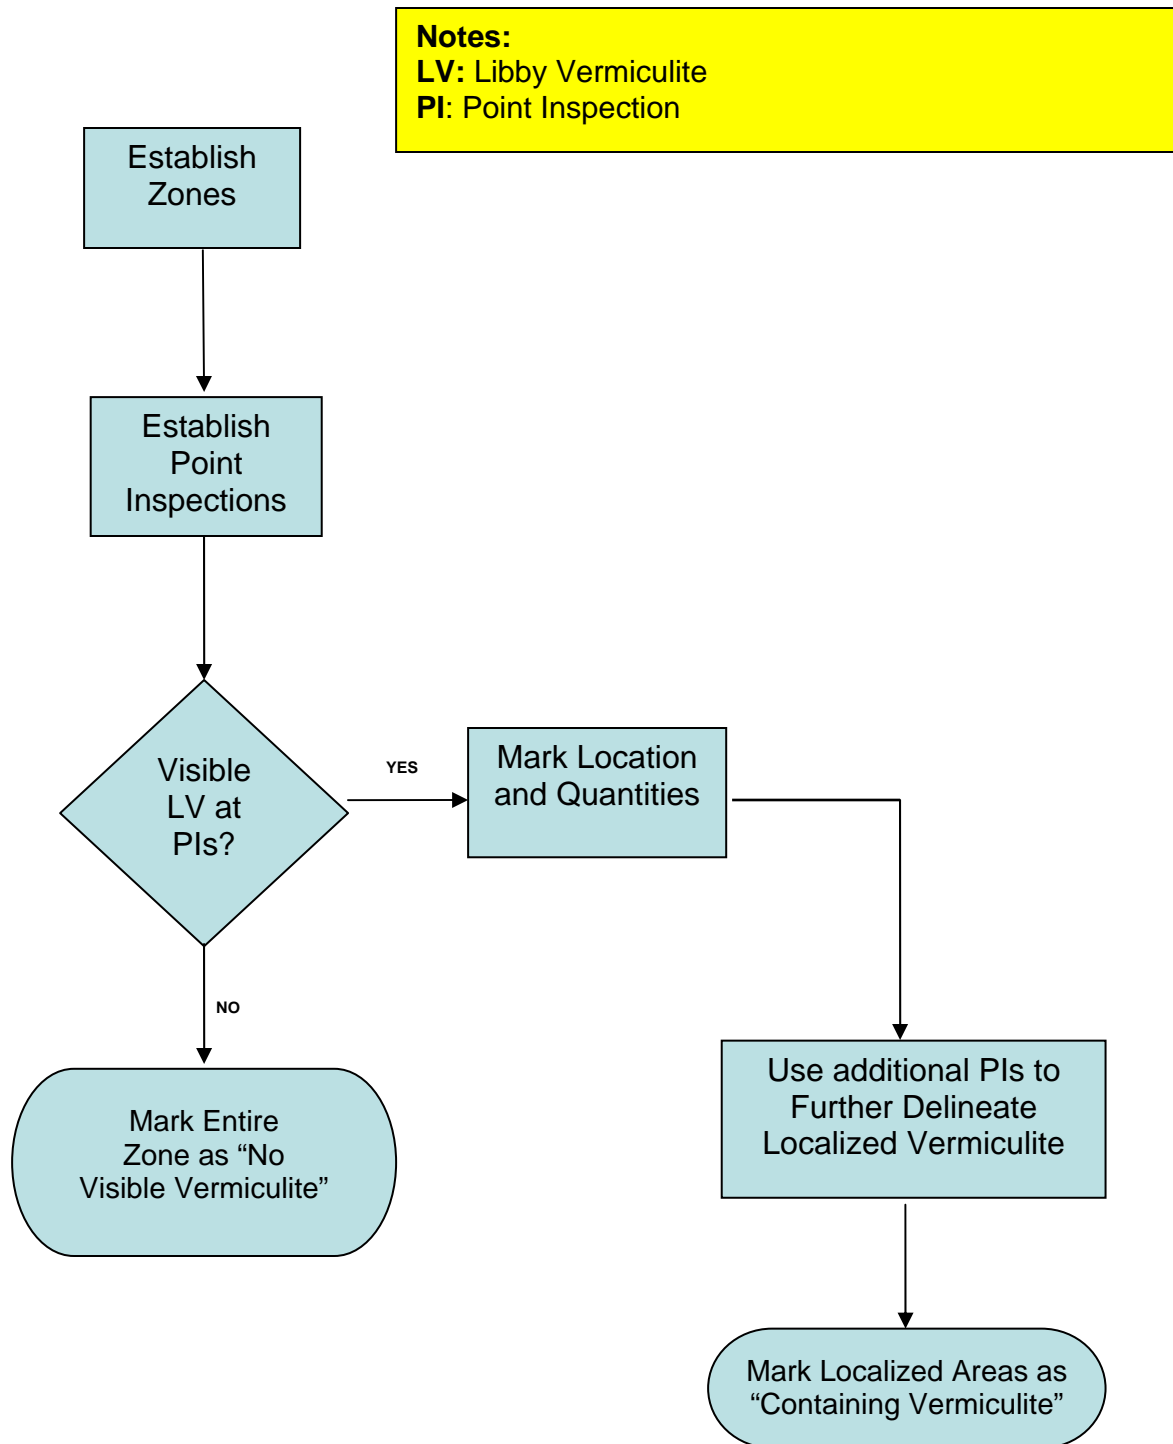 Notes:
LV: Libby Vermiculite
PI: Point Inspection
Establish
Zones
Establish
Point
Inspections
Visible
LV at
PIs?
YES
Mark Location
and Quantities
NO
Mark Entire
Zone as “No
Visible Vermiculite”
Use additional PIs to
Further Delineate
Localized Vermiculite
Mark Localized Areas as
“Containing Vermiculite”